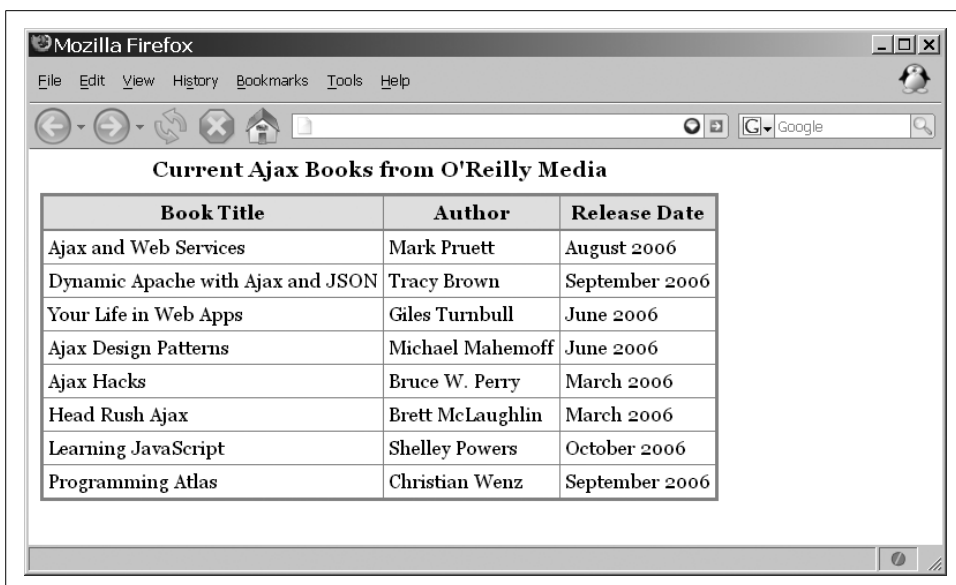 Mozilla Firefox
File Edit View History Bookmarks Tools Help
G Google
Current Ajax Books from O'Reilly Media
Book Title Author Release Date
Ajax and Web Services Mark Pruett August 2006
Dynamic Apache with Ajax and JSON Tracy Brown September 2006
Your Life in Web Apps Giles Turnbull June 2006
Ajax Design Patterns Michael Mahemoff June 2006
Ajax Hacks Bruce W. Perry March 2006
Head Rush Ajax Brett McLaughlin March 2006
Learning JavaScript Shelley Powers October 2006
Programming Atlas Christian Wenz September 2006